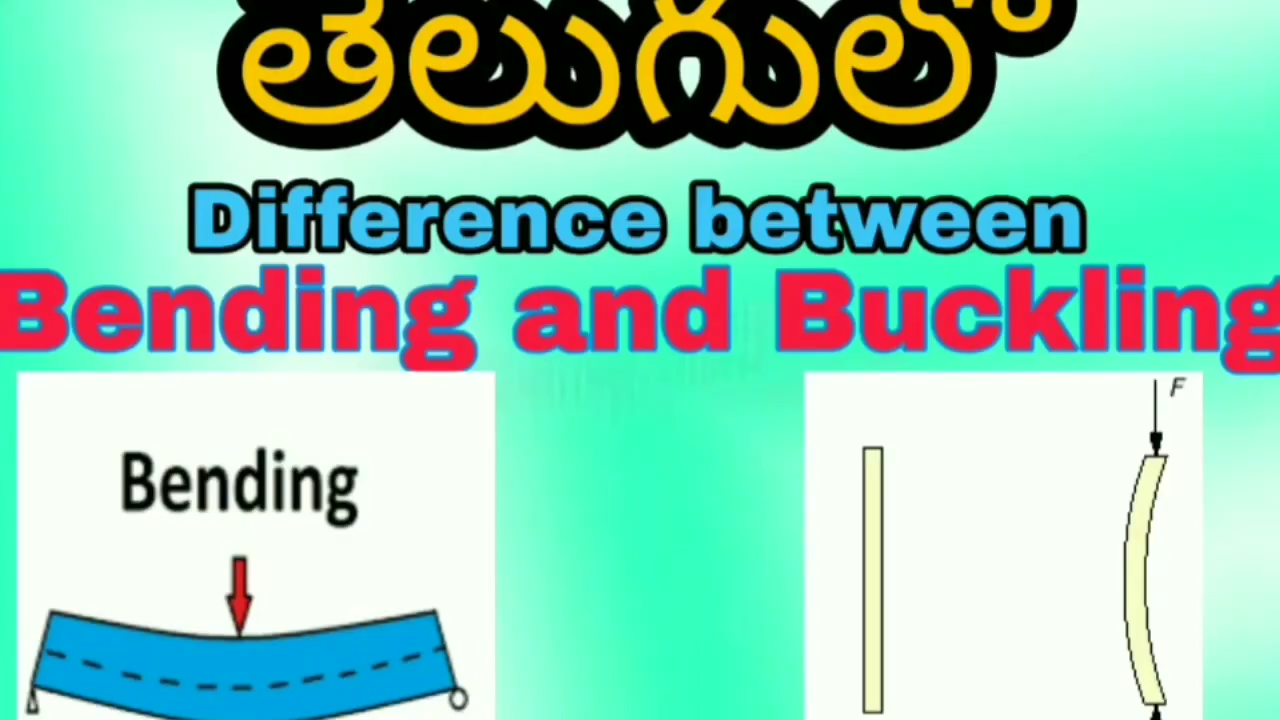 తెలుగులో
Difference between
Bending and Buckling
Bending
F